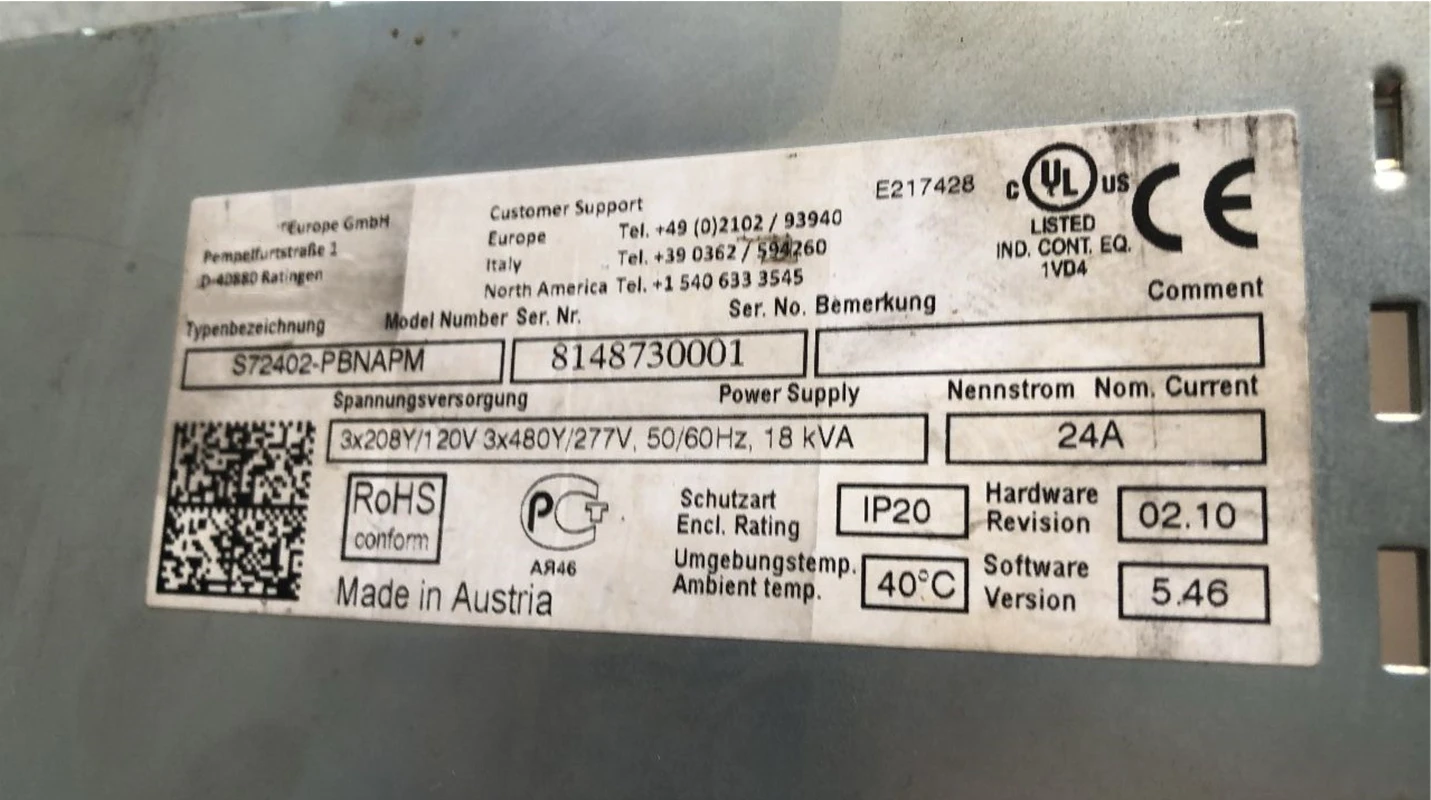 Europe GmbH
Pempelfurtstraße 1
D-40880 Ratingen
Customer Support
Europe Tel. +49 (0)2102 / 93940
Italy Tel. +39 0362 / 594260
North America Tel. +1 540 633 3545
E217428
C UL US
LISTED
IND. CONT. EQ.
1VD4
CE
Typenbezeichnung Model Number Ser. Nr. Ser. No. Bemerkung Comment
S72402-PBNAPM 8148730001
Spannungsversorgung Power Supply Nennstrom Nom. Current
3x208Y/120V 3x480Y/277V, 50/60Hz, 18 kVA 24A
RoHS
conform
PCT
АЯ46
Made in Austria
Schutzart
Encl. Rating
IP20
Umgebungstemp.
Ambient temp.
40°C
Hardware
Revision
02.10
Software
Version
5.46